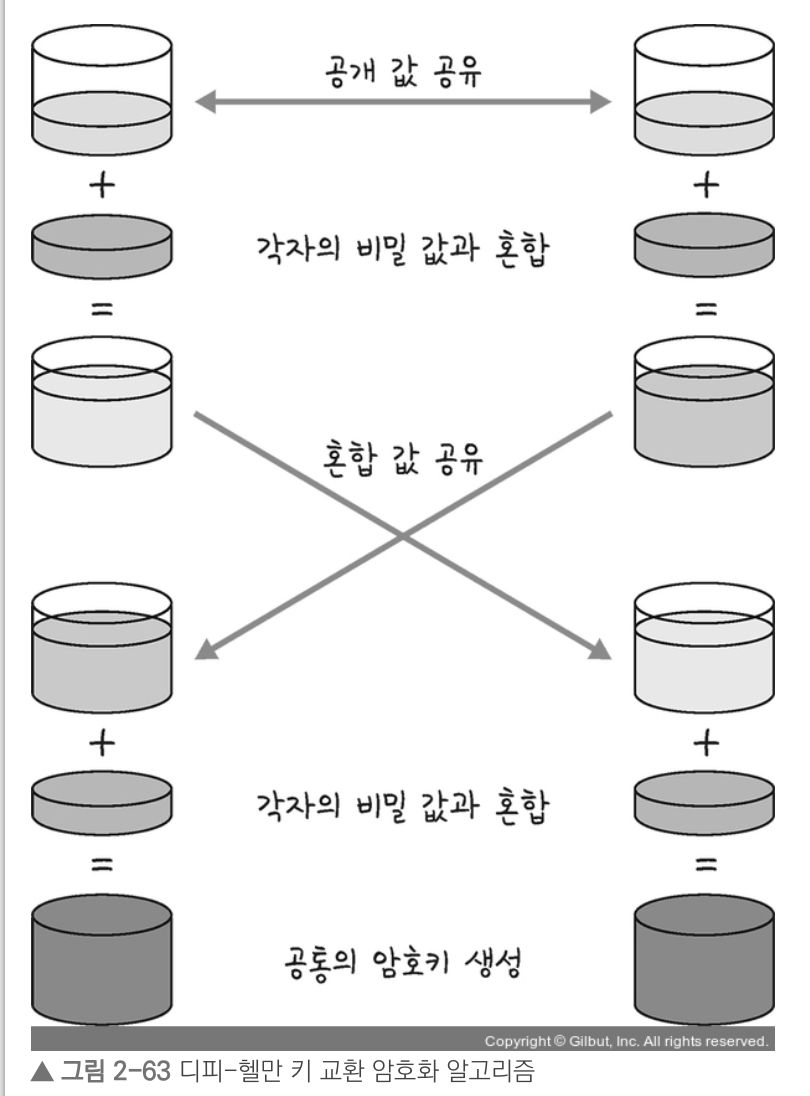 공개 값 공유
+ +
각자의 비밀 값과 혼합
= =
혼합 값 공유
+ +
각자의 비밀 값과 혼합
= =
공통의 암호키 생성
Copyright © Gilbut, Inc. All rights reserved.
▲ 그림 2-63 디피-헬만 키 교환 암호화 알고리즘